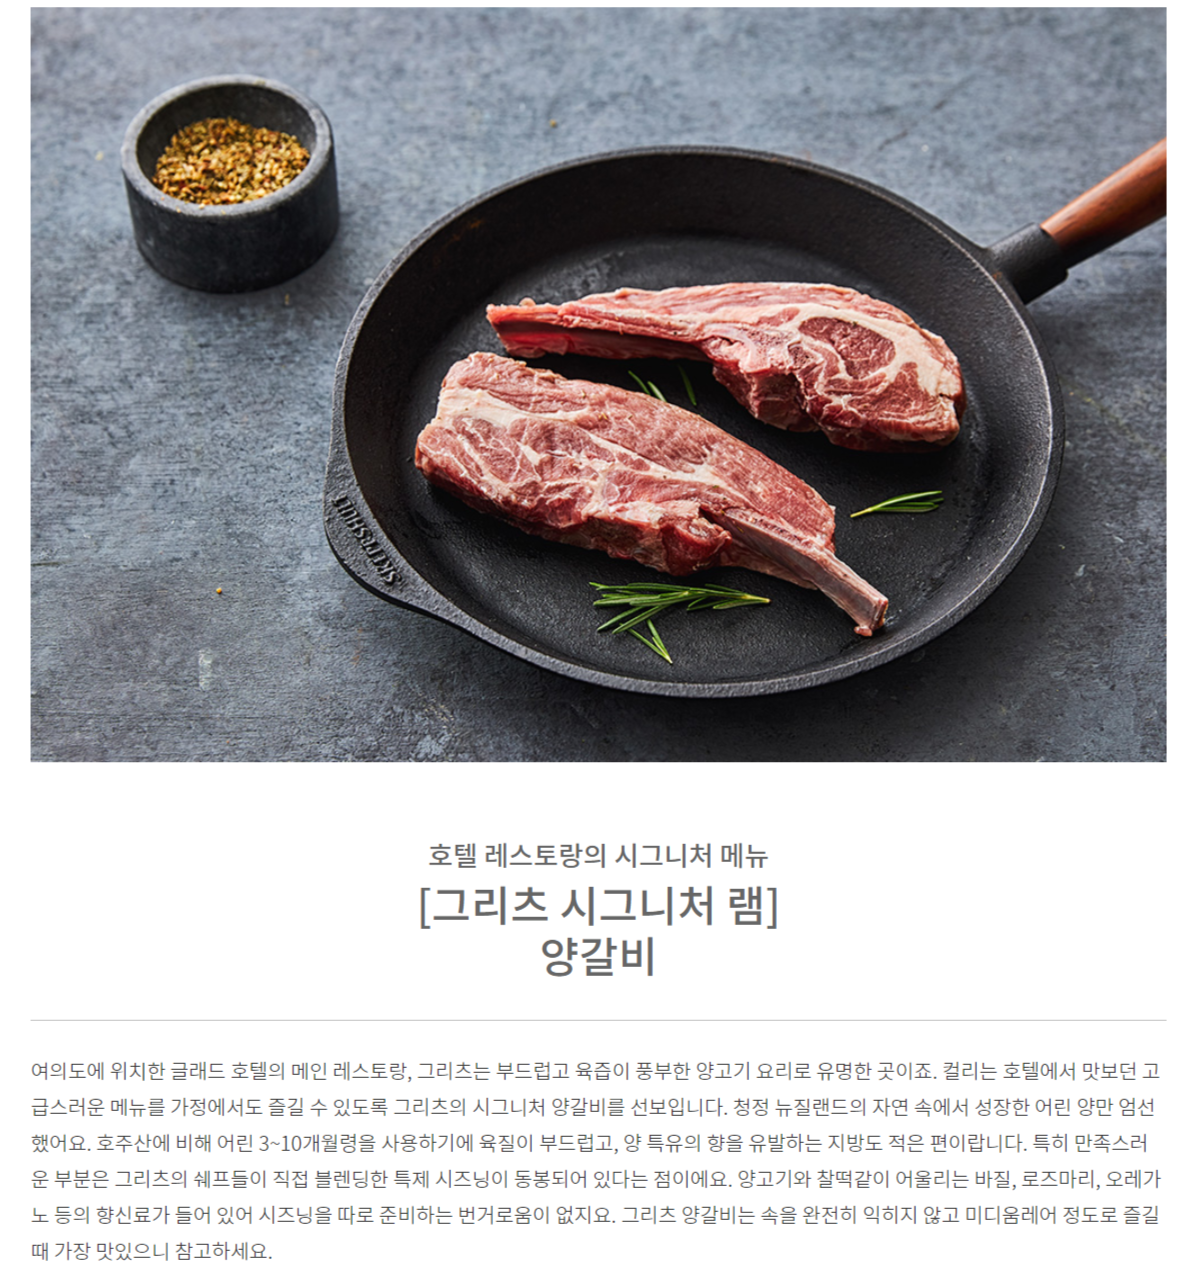 SKOTTSHULT
호텔 레스토랑의 시그니처 메뉴
[그리츠 시그니처 램]
양갈비
여의도에 위치한 글래드 호텔의 메인 레스토랑, 그리츠는 부드럽고 육즙이 풍부한 양고기 요리로 유명한 곳이죠. 컬리는 호텔에서 맛보던 고
급스러운 메뉴를 가정에서도 즐길 수 있도록 그리츠의 시그니처 양갈비를 선보입니다. 청정 뉴질랜드의 자연 속에서 성장한 어린 양만 엄선
했어요. 호주산에 비해 어린 3~10개월령을 사용하기에 육질이 부드럽고, 양 특유의 향을 유발하는 지방도 적은 편이랍니다. 특히 만족스러
운 부분은 그리츠의 쉐프들이 직접 블렌딩한 특제 시즈닝이 동봉되어 있다는 점이에요. 양고기와 찰떡같이 어울리는 바질, 로즈마리, 오레가
노 등의 향신료가 들어 있어 시즈닝을 따로 준비하는 번거로움이 없지요. 그리츠 양갈비는 속을 완전히 익히지 않고 미디움레어 정도로 즐길
때 가장 맛있으니 참고하세요.